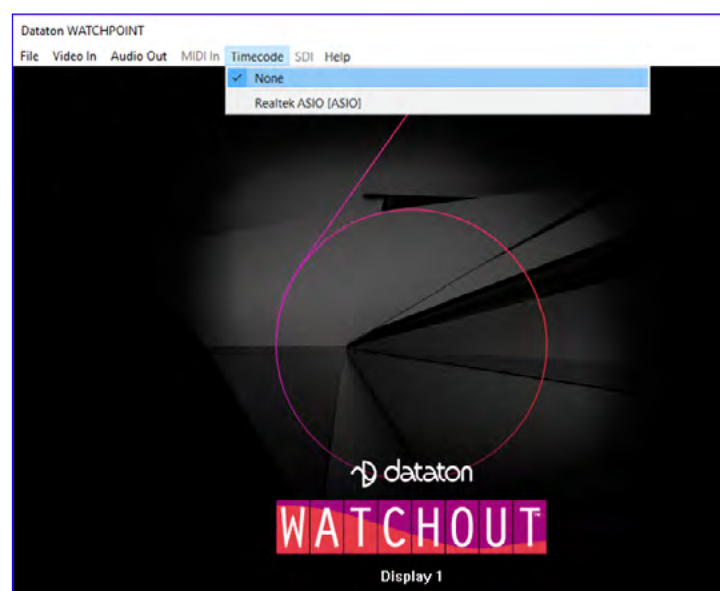 Dataton WATCHPOINT
File Video In Audio Out MIDI In Timecode SDI Help
✓ None
Realtek ASIO [ASIO]
dataton
WATCHOUT™
Display 1